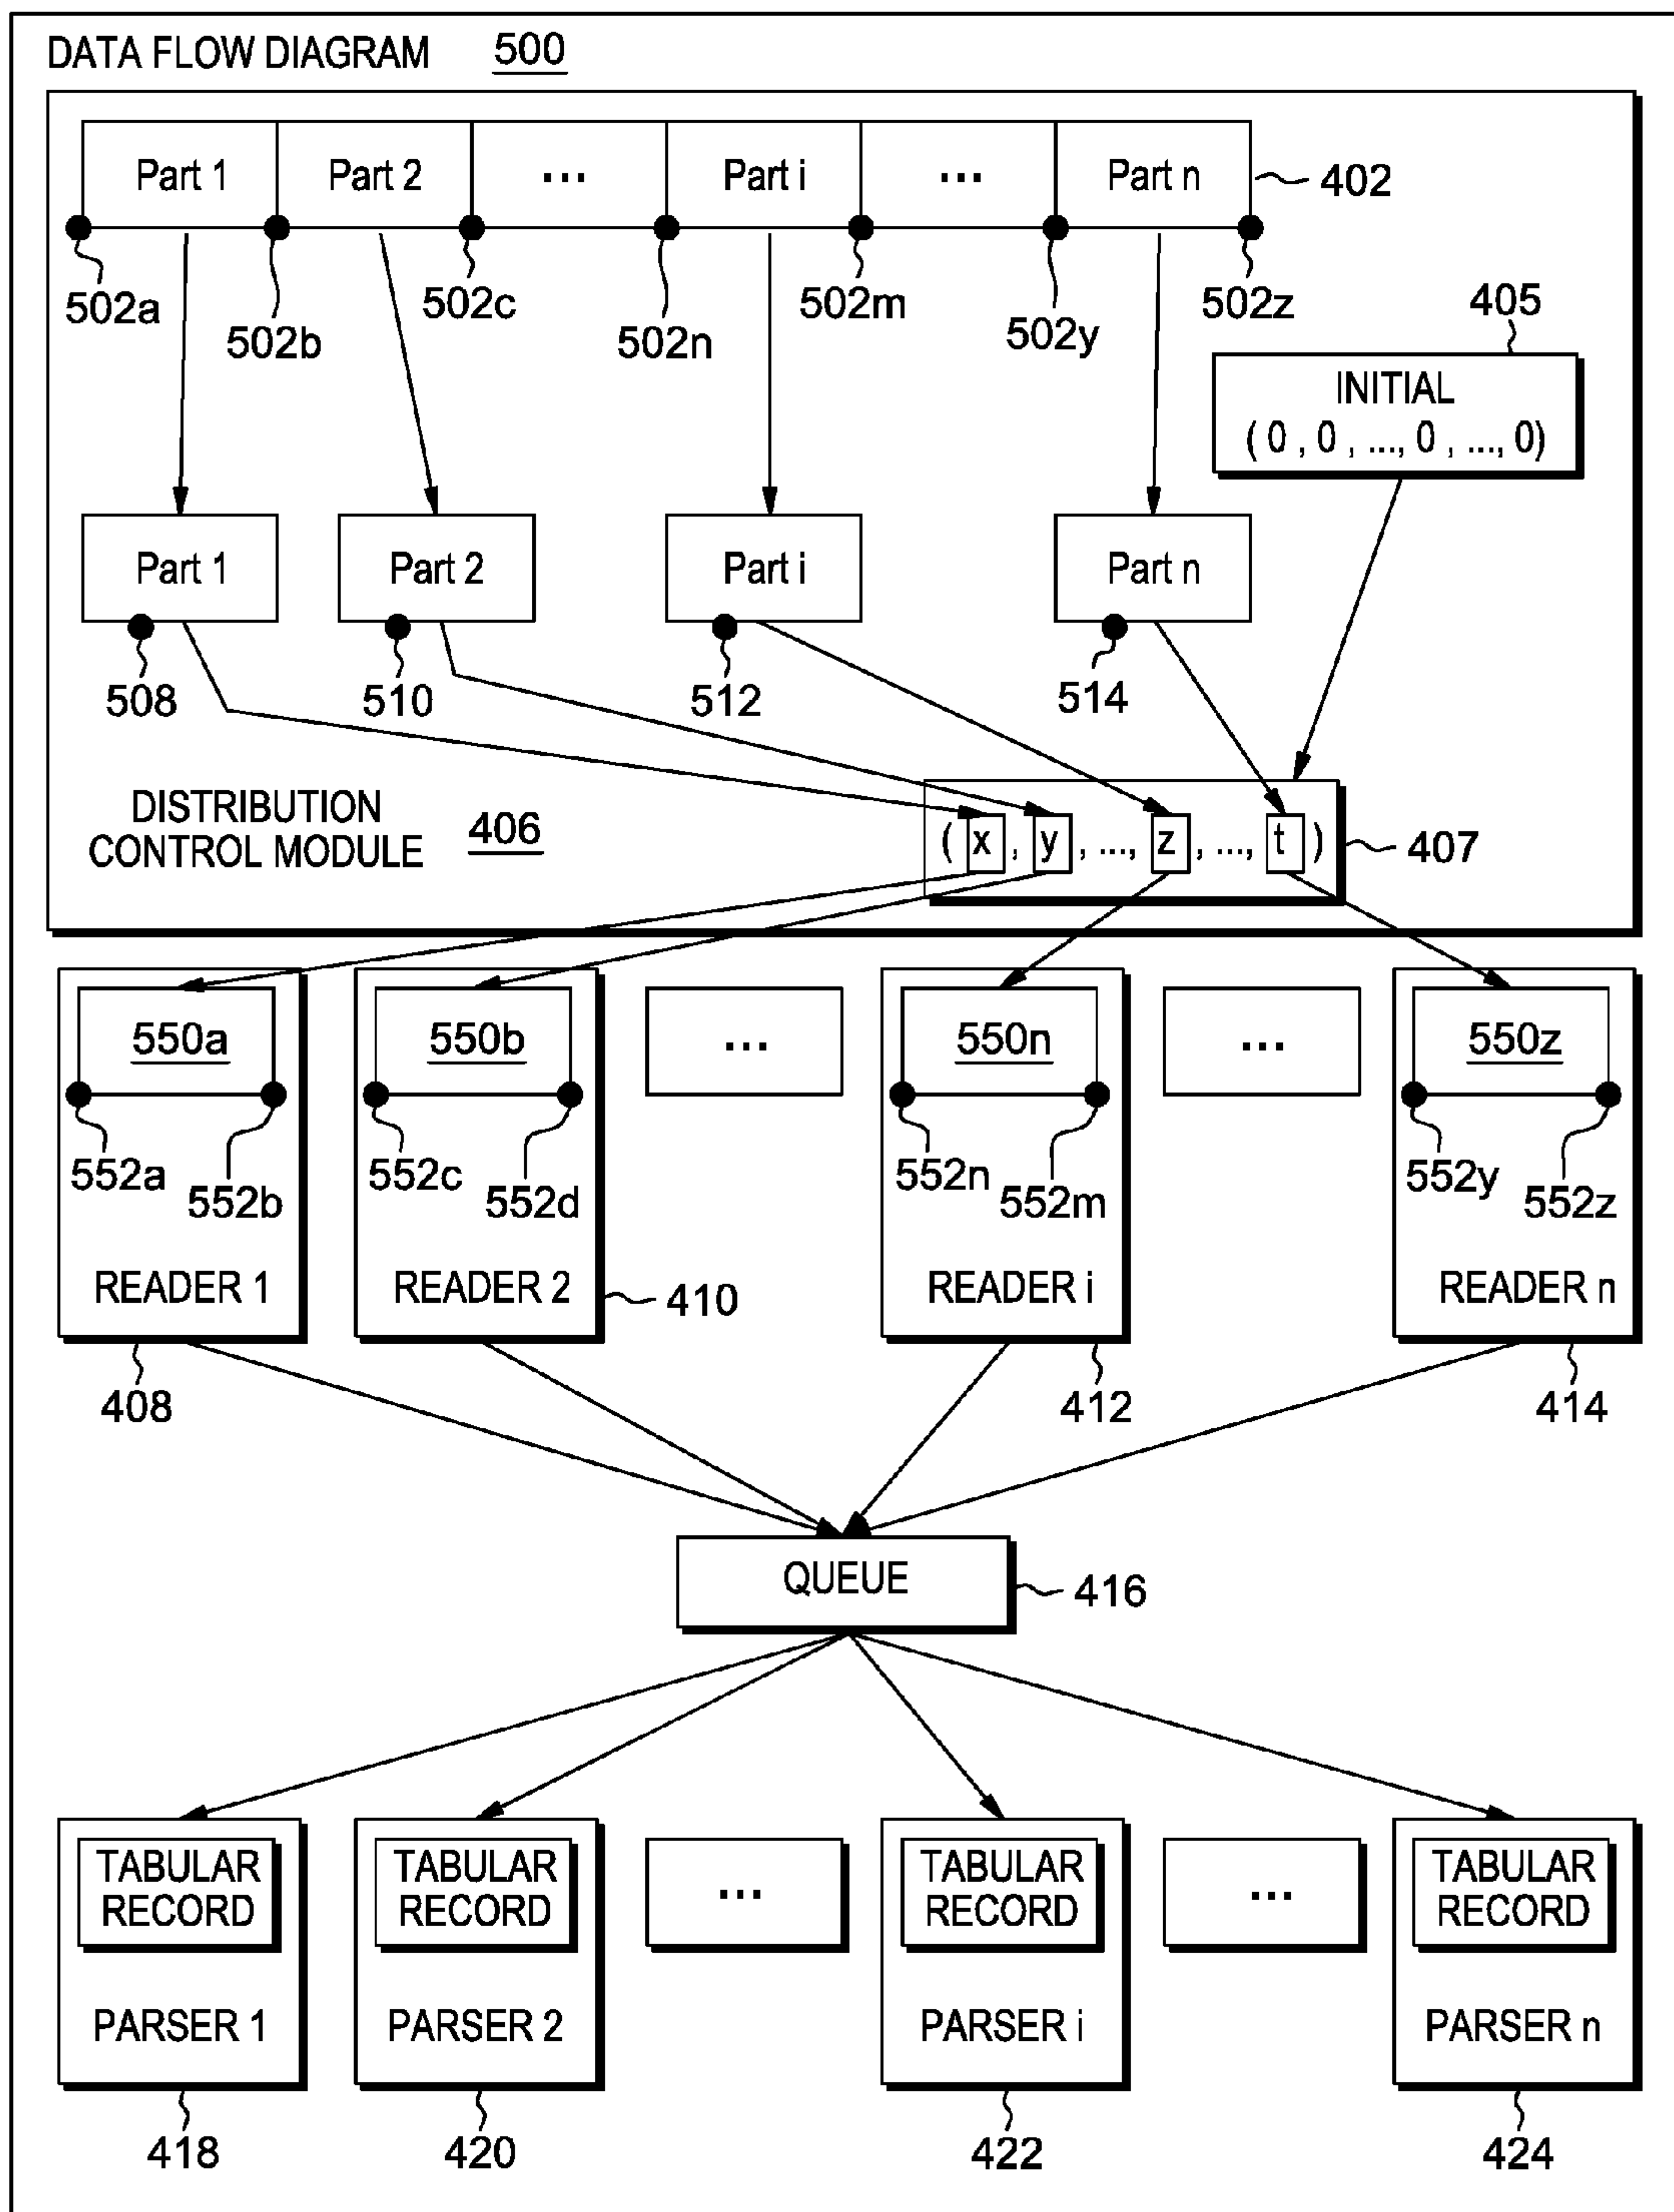 DATA FLOW DIAGRAM 500
Part 1 Part 2 ... Part i ... Part n 402
502a 502b 502c 502n 502m 502y 502z
405
INITIAL
( 0 , 0 , ..., 0 , ..., 0)
Part 1 Part 2 Part i Part n
508 510 512 514
DISTRIBUTION
CONTROL MODULE 406
( x , y , ..., z , ..., t ) 407
550a 550b ... 550n ... 550z
552a 552b 552c 552d 552n 552m 552y 552z
READER 1 READER 2 READER i READER n
408 410 412 414
QUEUE 416
TABULAR TABULAR TABULAR TABULAR
RECORD RECORD ... RECORD ... RECORD
PARSER 1 PARSER 2 PARSER i PARSER n
418 420 422 424